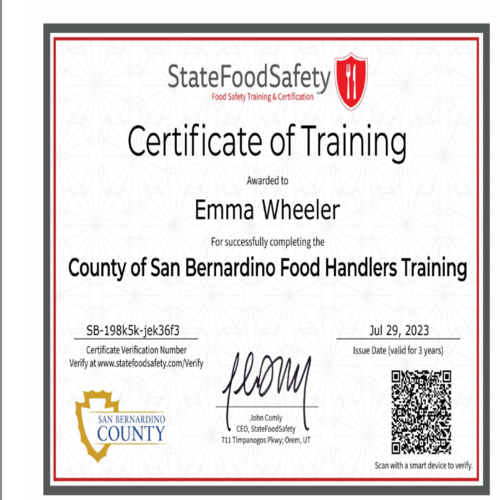 StateFoodSafety
Food Safety Training & Certification
Certificate of Training
Awarded to
Emma Wheeler
For successfully completing the
County of San Bernardino Food Handlers Training
SB-198k5k-jek36f3
Certificate Verification Number
Verify at www.statefoodsafety.com/Verify
Jul 29, 2023
Issue Date (valid for 3 years)
SAN BERNARDINO
COUNTY
John Comly
CEO, StateFoodSafety
711 Timpanogos Pkwy; Orem, UT
Scan with a smart device to verify.